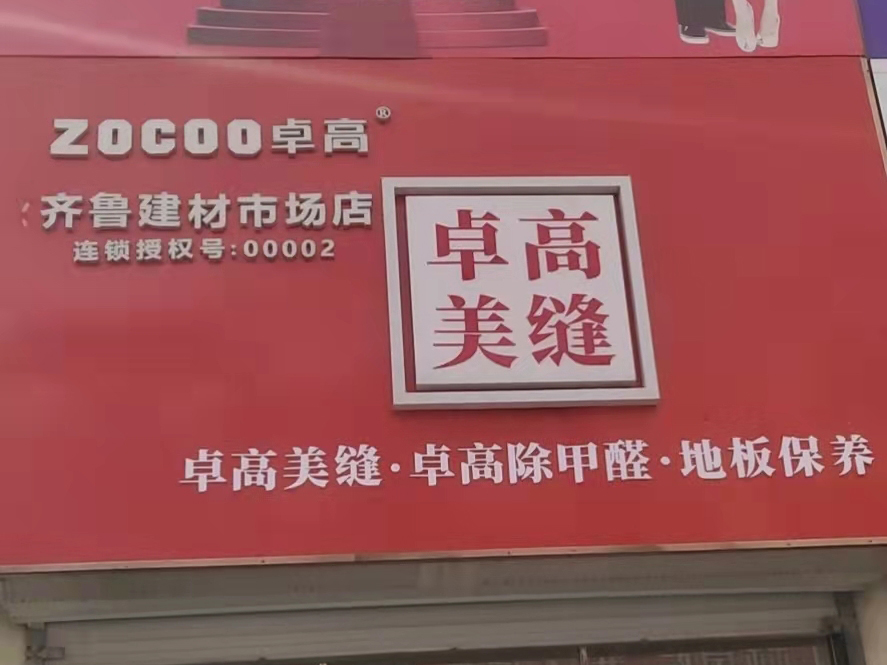 ZOCOO卓高®
齐鲁建材市场店
连锁授权号:00002
卓高
美缝
卓高美缝·卓高除甲醛·地板保养